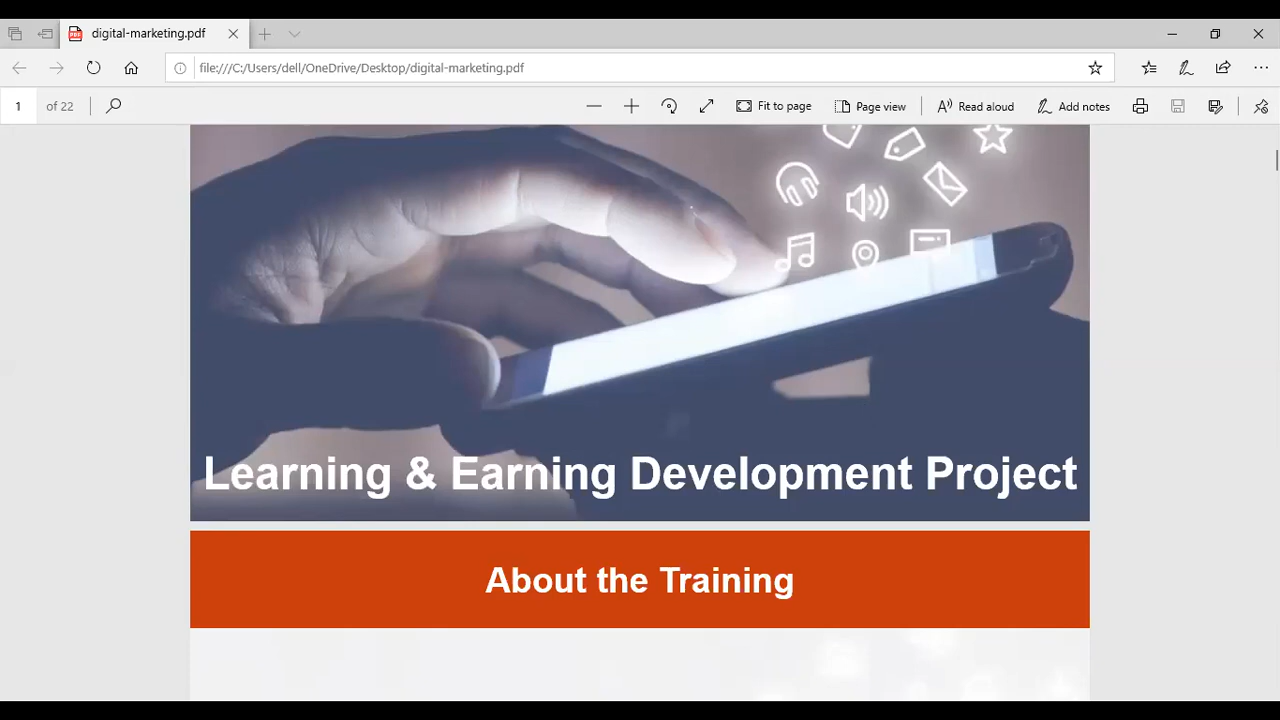 digital-marketing.pdf
file:///C:/Users/dell/OneDrive/Desktop/digital-marketing.pdf
1 of 22 Fit to page Page view Read aloud Add notes
Learning & Earning Development Project
About the Training